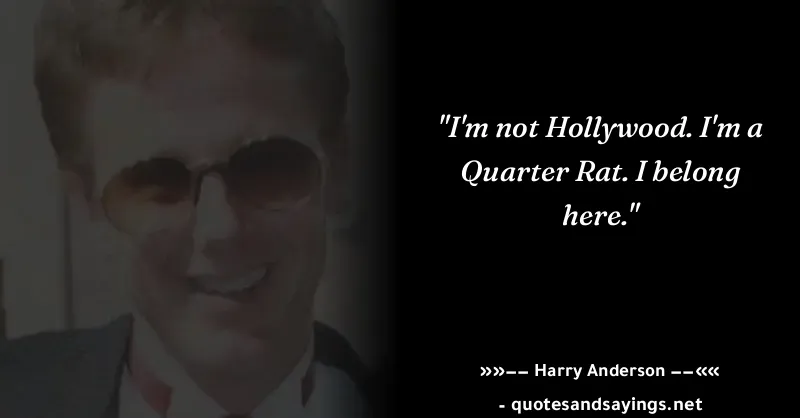 "I'm not Hollywood. I'm a
Quarter Rat. I belong
here."
»»−− Harry Anderson −−««
- quotesandsayings.net